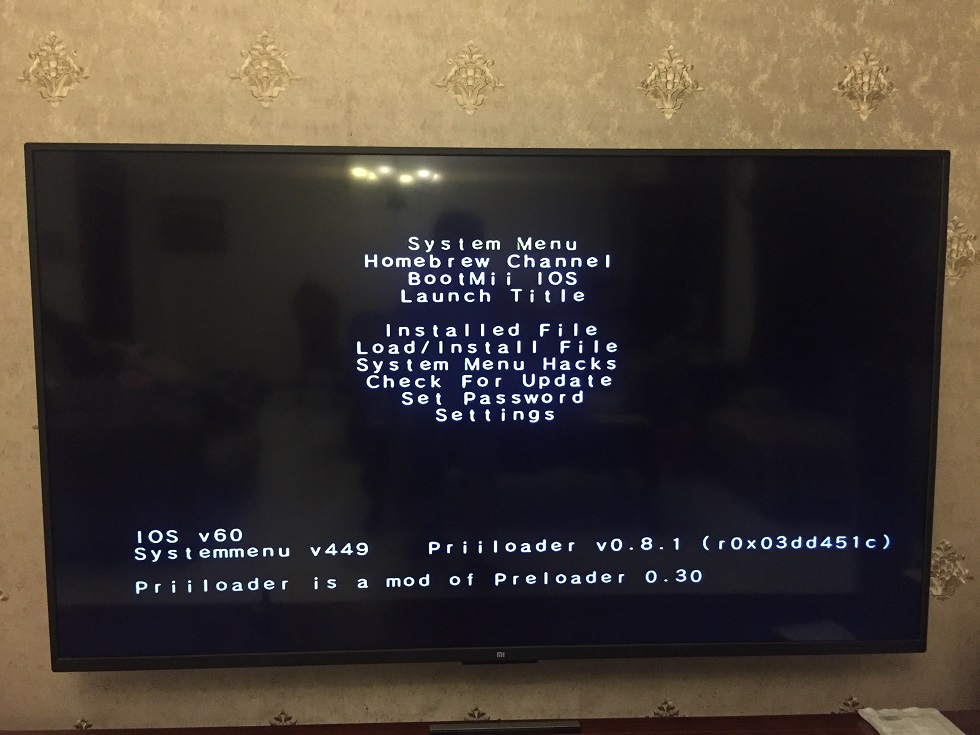 System Menu
Homebrew Channel
BootMii IOS
Launch Title
Installed File
Load/Install File
System Menu Hacks
Check For Update
Set Password
Settings
IOS v60
Systemmenu v449
Priiloader v0.8.1 (r0x03dd451c)
Priiloader is a mod of Preloader 0.30
mi